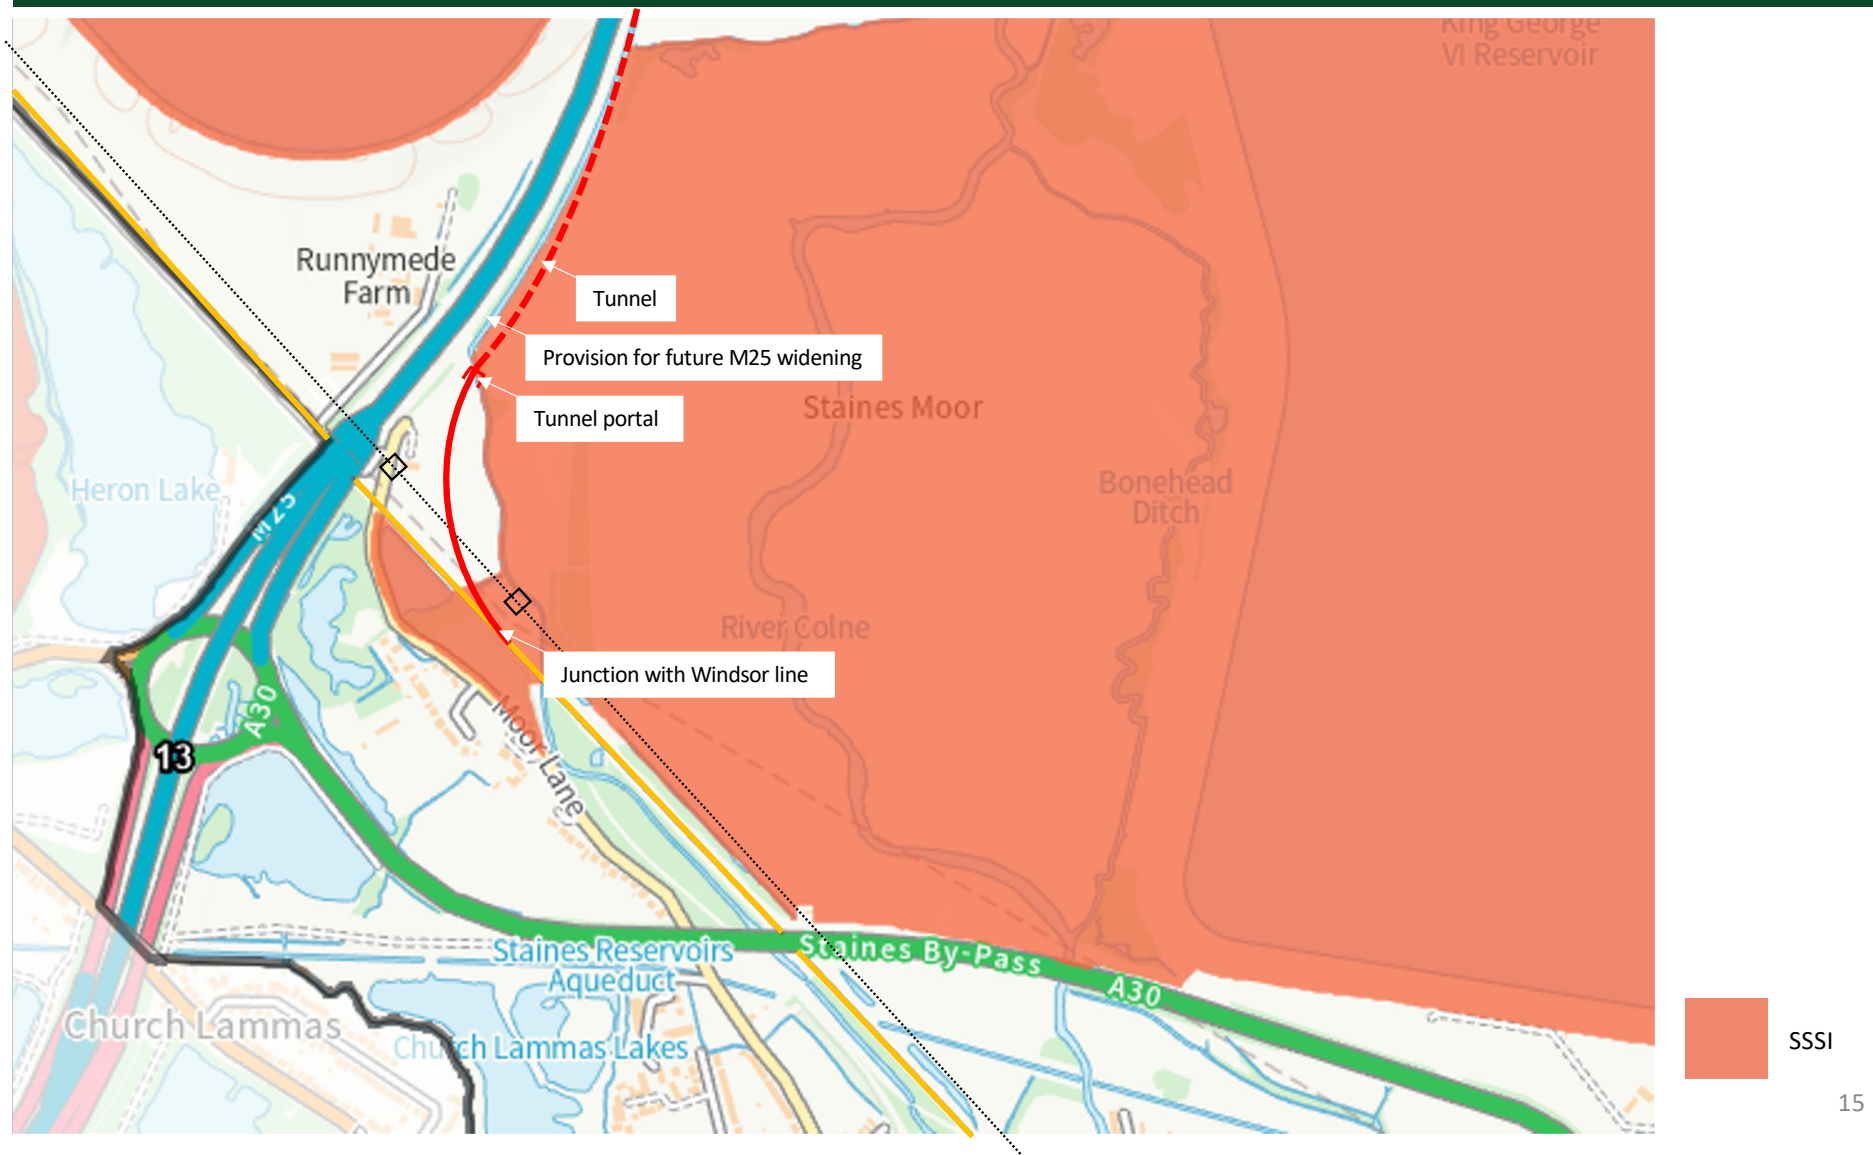 King George
VI Reservoir
Runnymede
Farm
Tunnel
Provision for future M25 widening
Tunnel portal
Staines Moor
Heron Lake
M25
Bonehead
Ditch
River Colne
Junction with Windsor line
A30
Moor Lane
13
Staines Reservoirs
Aqueduct
Staines By-Pass
A30
Church Lammas
Church Lammas Lakes
SSSI
15